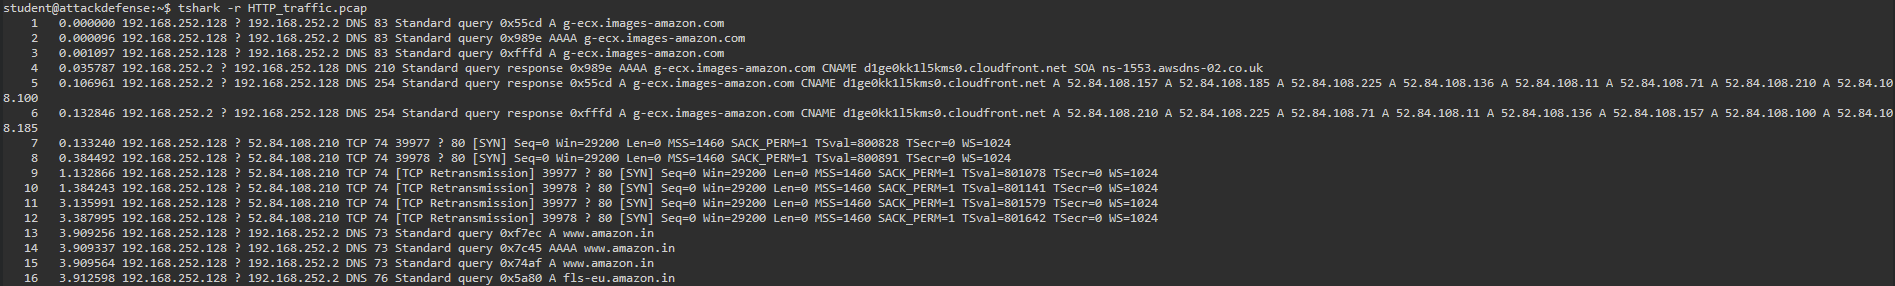 student@attackdefense:~$ tshark -r HTTP_traffic.pcap
1 0.000000 192.168.252.128 ? 192.168.252.2 DNS 83 Standard query 0x55cd A g-ecx.images-amazon.com
2 0.000096 192.168.252.128 ? 192.168.252.2 DNS 83 Standard query 0x989e AAAA g-ecx.images-amazon.com
3 0.001097 192.168.252.128 ? 192.168.252.2 DNS 83 Standard query 0xfffd A g-ecx.images-amazon.com
4 0.035787 192.168.252.2 ? 192.168.252.128 DNS 210 Standard query response 0x989e AAAA g-ecx.images-amazon.com CNAME d1ge0kk1l5kms0.cloudfront.net SOA ns-1553.awsdns-02.co.uk
5 0.106961 192.168.252.2 ? 192.168.252.128 DNS 254 Standard query response 0x55cd A g-ecx.images-amazon.com CNAME d1ge0kk1l5kms0.cloudfront.net A 52.84.108.157 A 52.84.108.185 A 52.84.108.225 A 52.84.108.136 A 52.84.108.11 A 52.84.108.71 A 52.84.108.210 A 52.84.10
8.100
6 0.132846 192.168.252.2 ? 192.168.252.128 DNS 254 Standard query response 0xfffd A g-ecx.images-amazon.com CNAME d1ge0kk1l5kms0.cloudfront.net A 52.84.108.210 A 52.84.108.225 A 52.84.108.71 A 52.84.108.11 A 52.84.108.136 A 52.84.108.157 A 52.84.108.100 A 52.84.10
8.185
7 0.133240 192.168.252.128 ? 52.84.108.210 TCP 74 39977 ? 80 [SYN] Seq=0 Win=29200 Len=0 MSS=1460 SACK_PERM=1 TSval=800828 TSecr=0 WS=1024
8 0.384492 192.168.252.128 ? 52.84.108.210 TCP 74 39978 ? 80 [SYN] Seq=0 Win=29200 Len=0 MSS=1460 SACK_PERM=1 TSval=800891 TSecr=0 WS=1024
9 1.132866 192.168.252.128 ? 52.84.108.210 TCP 74 [TCP Retransmission] 39977 ? 80 [SYN] Seq=0 Win=29200 Len=0 MSS=1460 SACK_PERM=1 TSval=801078 TSecr=0 WS=1024
10 1.384243 192.168.252.128 ? 52.84.108.210 TCP 74 [TCP Retransmission] 39978 ? 80 [SYN] Seq=0 Win=29200 Len=0 MSS=1460 SACK_PERM=1 TSval=801141 TSecr=0 WS=1024
11 3.135991 192.168.252.128 ? 52.84.108.210 TCP 74 [TCP Retransmission] 39977 ? 80 [SYN] Seq=0 Win=29200 Len=0 MSS=1460 SACK_PERM=1 TSval=801579 TSecr=0 WS=1024
12 3.387995 192.168.252.128 ? 52.84.108.210 TCP 74 [TCP Retransmission] 39978 ? 80 [SYN] Seq=0 Win=29200 Len=0 MSS=1460 SACK_PERM=1 TSval=801642 TSecr=0 WS=1024
13 3.909256 192.168.252.128 ? 192.168.252.2 DNS 73 Standard query 0xf7ec A www.amazon.in
14 3.909337 192.168.252.128 ? 192.168.252.2 DNS 73 Standard query 0x7c45 AAAA www.amazon.in
15 3.909564 192.168.252.128 ? 192.168.252.2 DNS 73 Standard query 0x74af A www.amazon.in
16 3.912598 192.168.252.128 ? 192.168.252.2 DNS 76 Standard query 0x5a80 A fls-eu.amazon.in